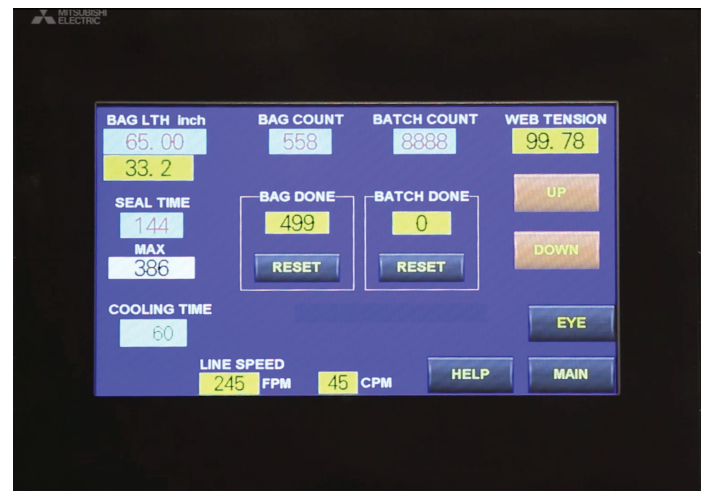 MITSUBISHI
ELECTRIC
BAG LTH inch BAG COUNT BATCH COUNT WEB TENSION
65.00 558 8888 99.78
33.2
SEAL TIME BAG DONE BATCH DONE UP
144 499 0
MAX DOWN
386 RESET RESET
COOLING TIME
60 EYE
LINE SPEED
245 FPM 45 CPM HELP MAIN